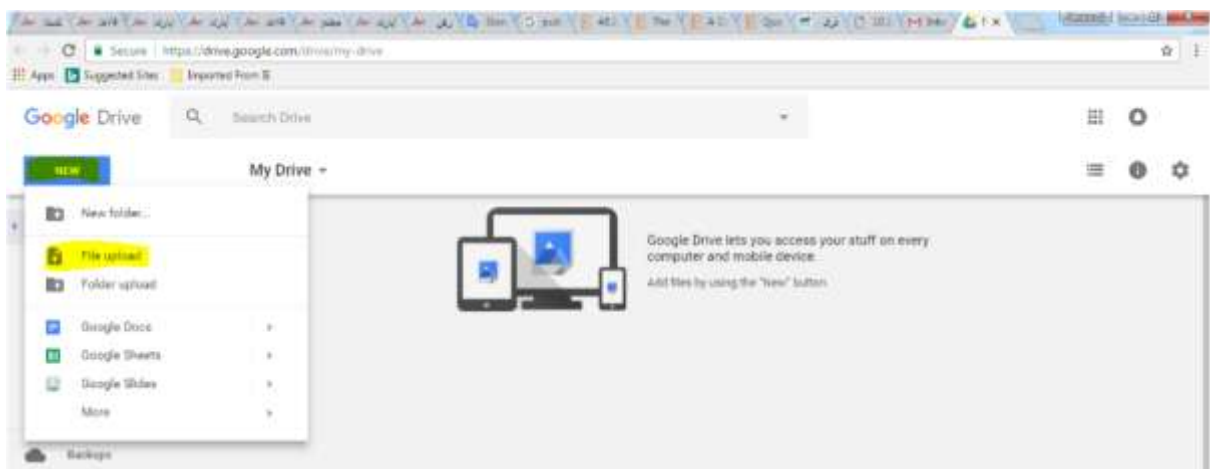 Secure https://drive.google.com/drive/my-drive
Apps Suggested Sites Imported From IE
Google Drive Search Drive
NEW My Drive
New folder...
File upload
Folder upload
Google Docs
Google Sheets
Google Slides
More
Backups
Google Drive lets you access your stuff on every
computer and mobile device
Add files by using the "New" button